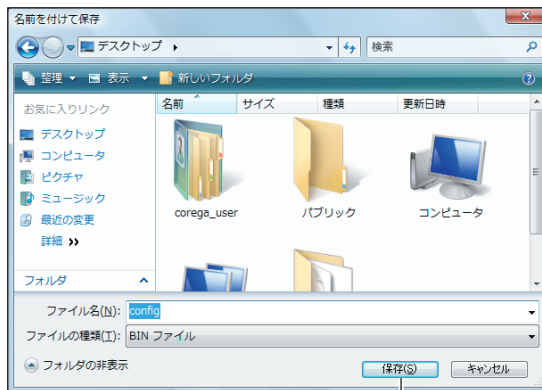 名前を付けて保存
デスクトップ
検索
整理 表示 新しいフォルダ
お気に入りリンク
名前 サイズ 種類 更新日時
デスクトップ
コンピュータ
ピクチャ
ミュージック
最近の変更
詳細 >>
corega_user パブリック コンピュータ
フォルダ
ファイル名(N): config
ファイルの種類(T): BIN ファイル
フォルダの非表示 保存(S) キャンセル